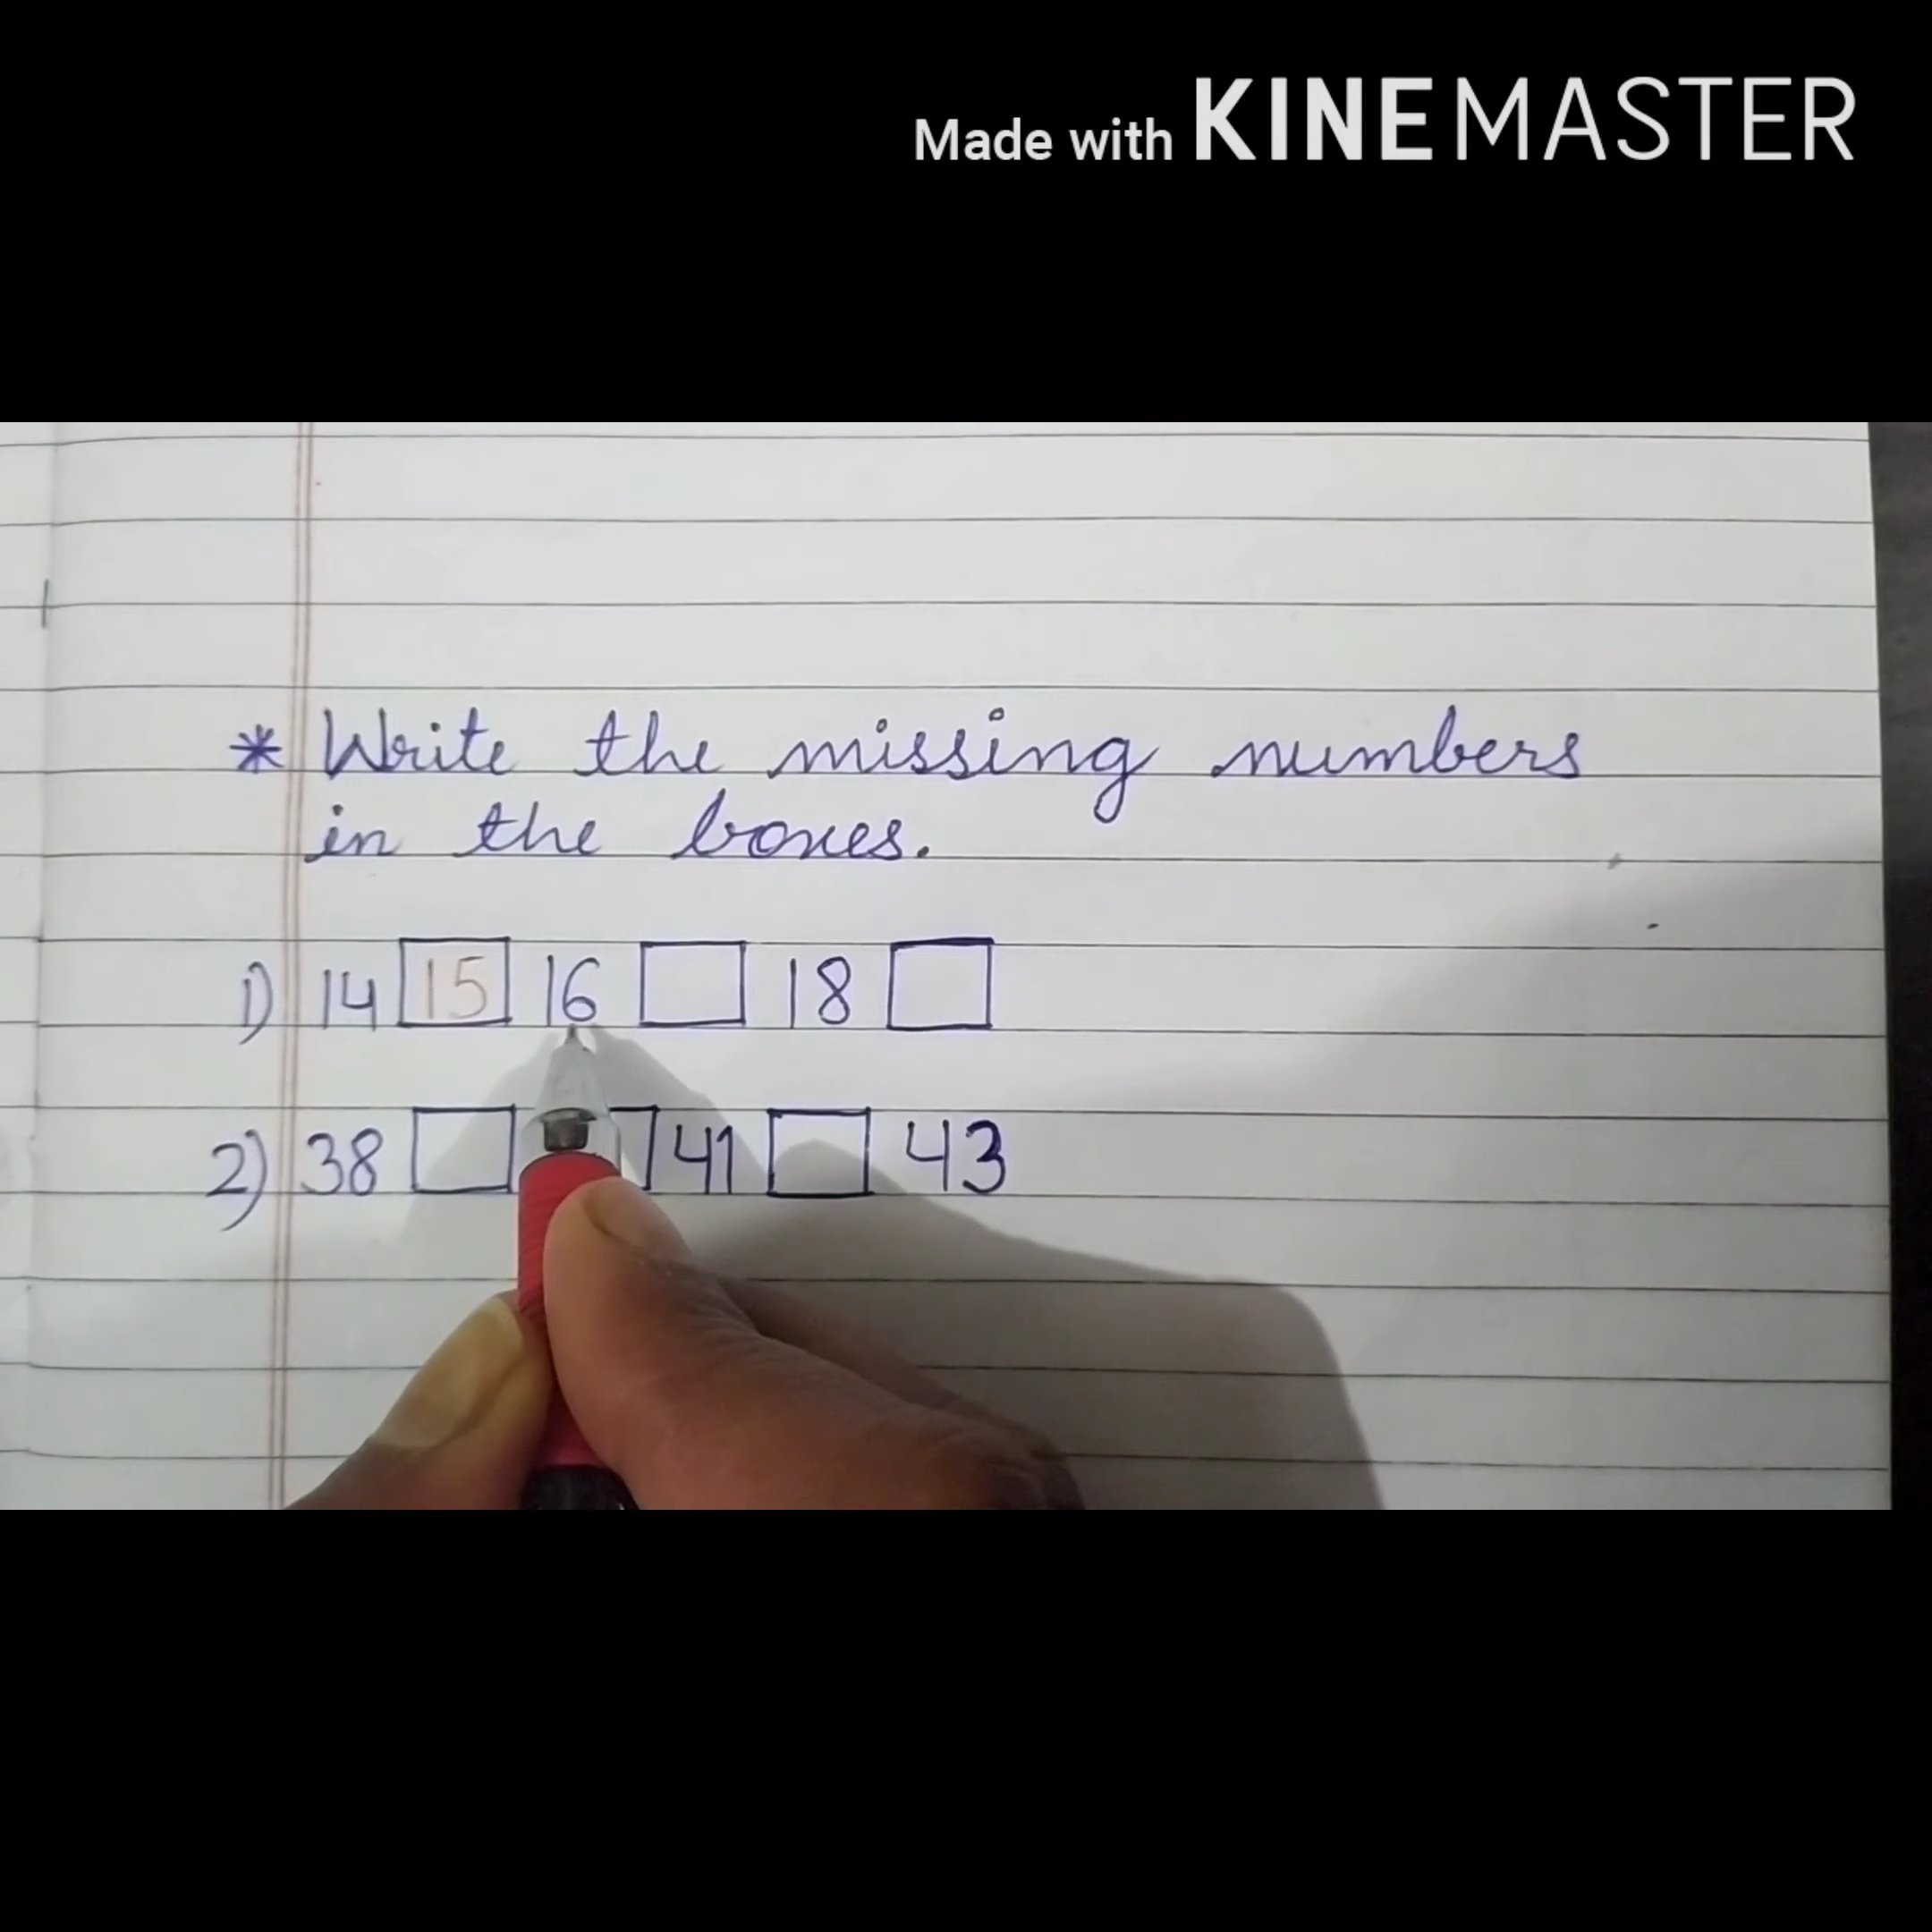 Made with KINEMASTER
* Write the missing numbers
in the boxes.
1) 14 15 16 18
2) 38 41 43